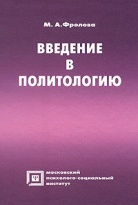 М. А. Фролова
ВВЕДЕНИЕ
В
ПОЛИТОЛОГИЮ
МОСКОВСКИЙ
ПСИХОЛОГО-СОЦИАЛЬНЫЙ
ИНСТИТУТ